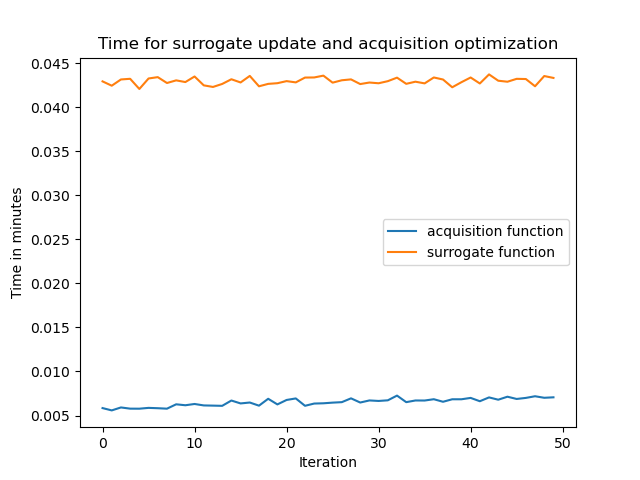 Time for surrogate update and acquisition optimization
0.045
0.040
0.035
0.030
0.025
0.020
0.015
0.010
0.005
Time in minutes
acquisition function
surrogate function
0 10 20 30 40 50
Iteration